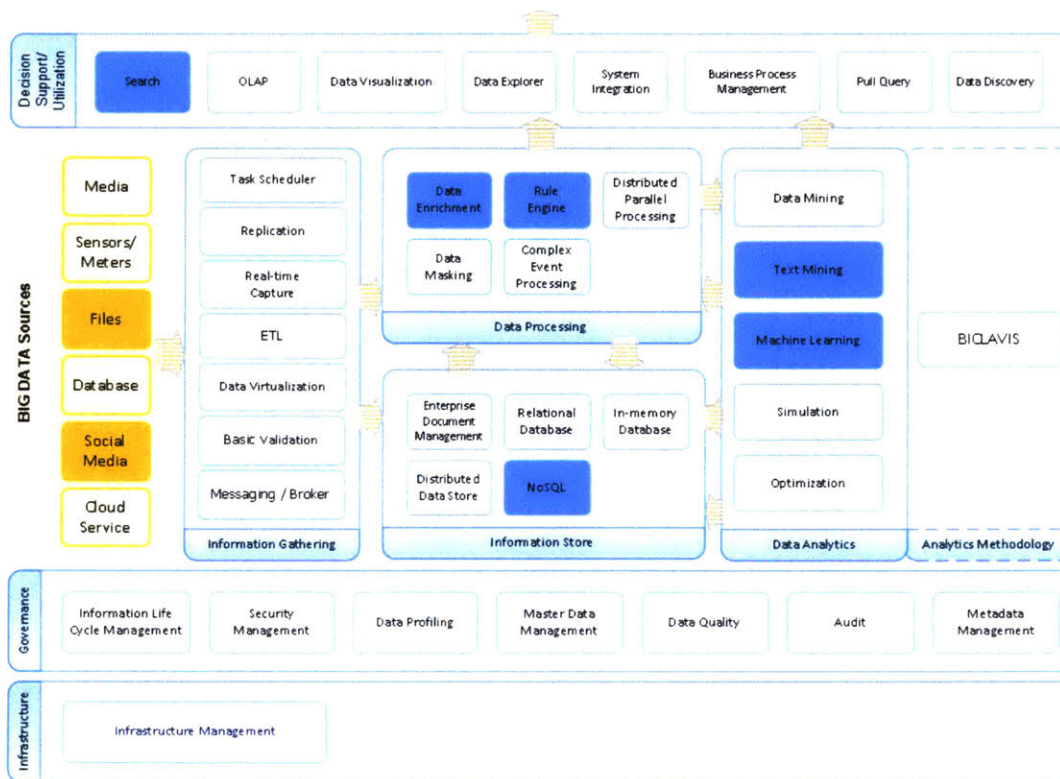 Decision
Support/
Utilization
Search
OLAP
Data Visualization
Data Explorer
System
Integration
Business Process
Management
Pull Query
Data Discovery
BIGDATA Sources
Media
Sensors/
Meters
Files
Database
Social
Media
Cloud
Service
Task Scheduler
Replication
Real-time
Capture
ETL
Data Virtualization
Basic Validation
Messaging / Broker
Information Gathering
Data
Enrichment
Rule
Engine
Distributed
Parallel
Processing
Data
Masking
Complex
Event
Processing
Data Processing
Enterprise
Document
Management
Relational
Database
In-memory
Database
Distributed
Data Store
NoSQL
Information Store
Data Mining
Text Mining
Machine Learning
Simulation
Optimization
Data Analytics
BICLAVIS
Analytics Methodology
Governance
Information Life
Cycle Management
Security
Management
Data Profiling
Master Data
Management
Data Quality
Audit
Metadata
Management
Infrastructure
Infrastructure Management